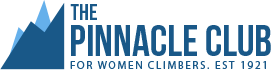 THE
PINNACLE CLUB
FOR WOMEN CLIMBERS. EST 1921